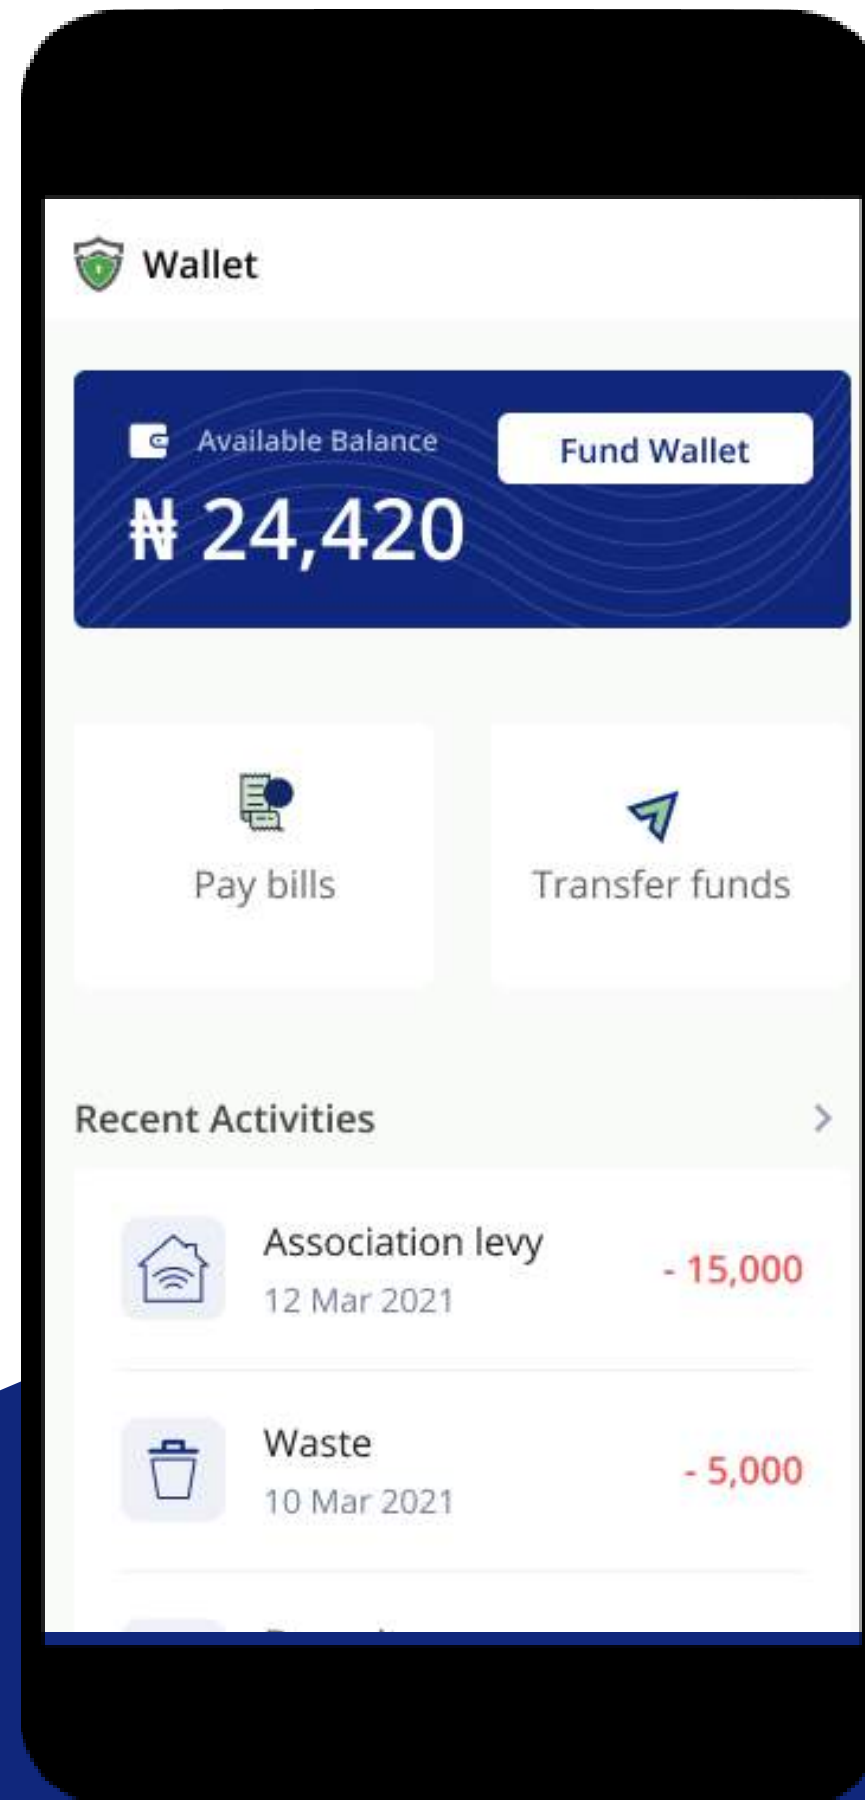 Wallet
Available Balance
Fund Wallet
₦ 24,420
Pay bills
Transfer funds
Recent Activities
Association levy
- 15,000
12 Mar 2021
Waste
- 5,000
10 Mar 2021